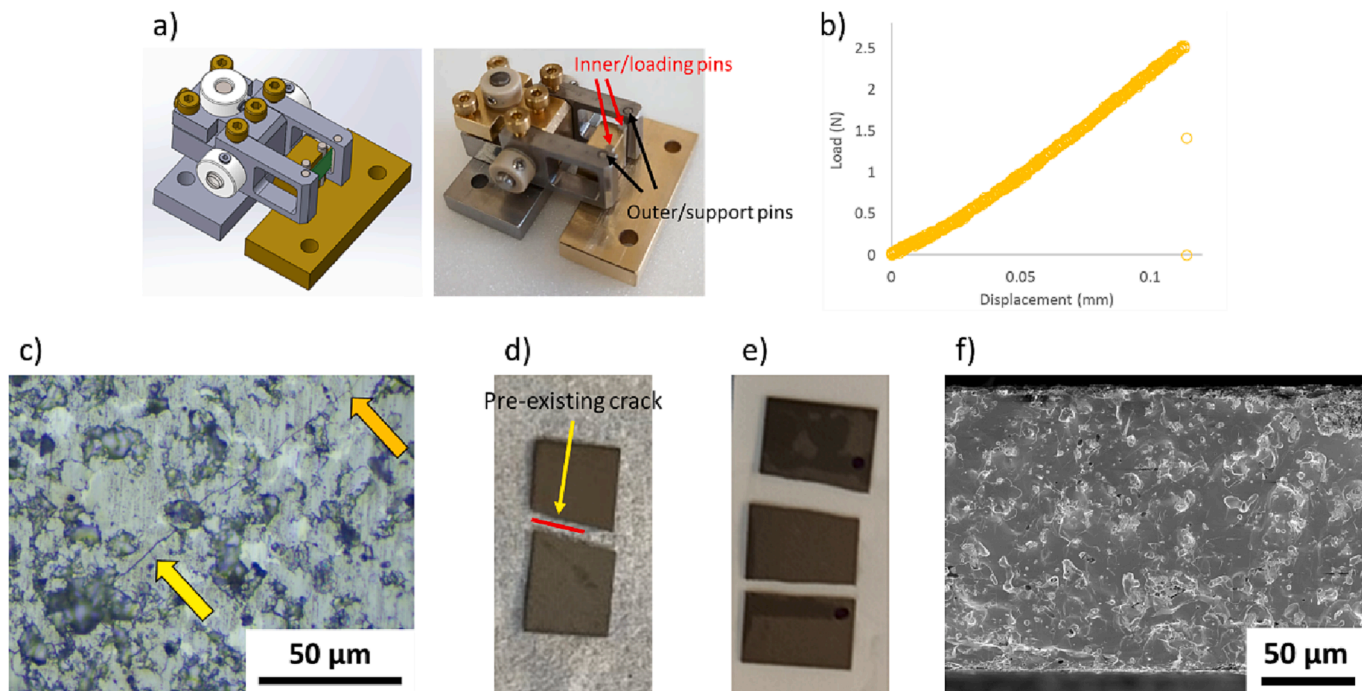 a)
Inner/loading pins
Outer/support pins
b)
2.5
2
1.5
1
0.5
0
0
0.05
0.1
Load (N)
Displacement (mm)
c)
50 µm
d)
Pre-existing crack
e)
f)
50 µm